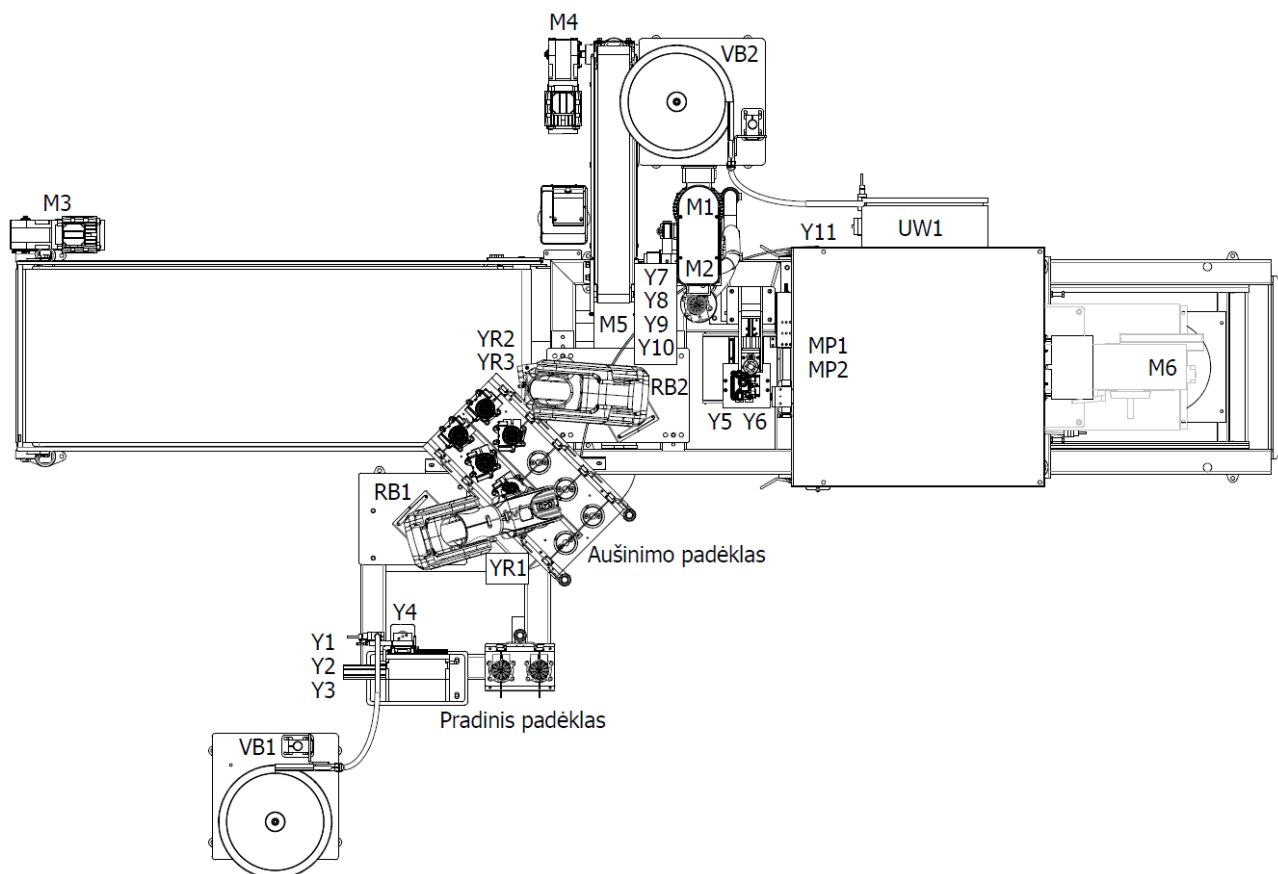 M4
VB2
M3
M1
Y11
UW1
M2
Y7
Y8
Y9
Y10
M5
YR2
YR3
MP1
MP2
M6
RB2
Y5 Y6
RB1
Aušinimo padėklas
YR1
Y4
Y1
Y2
Y3
Pradinis padėklas
VB1